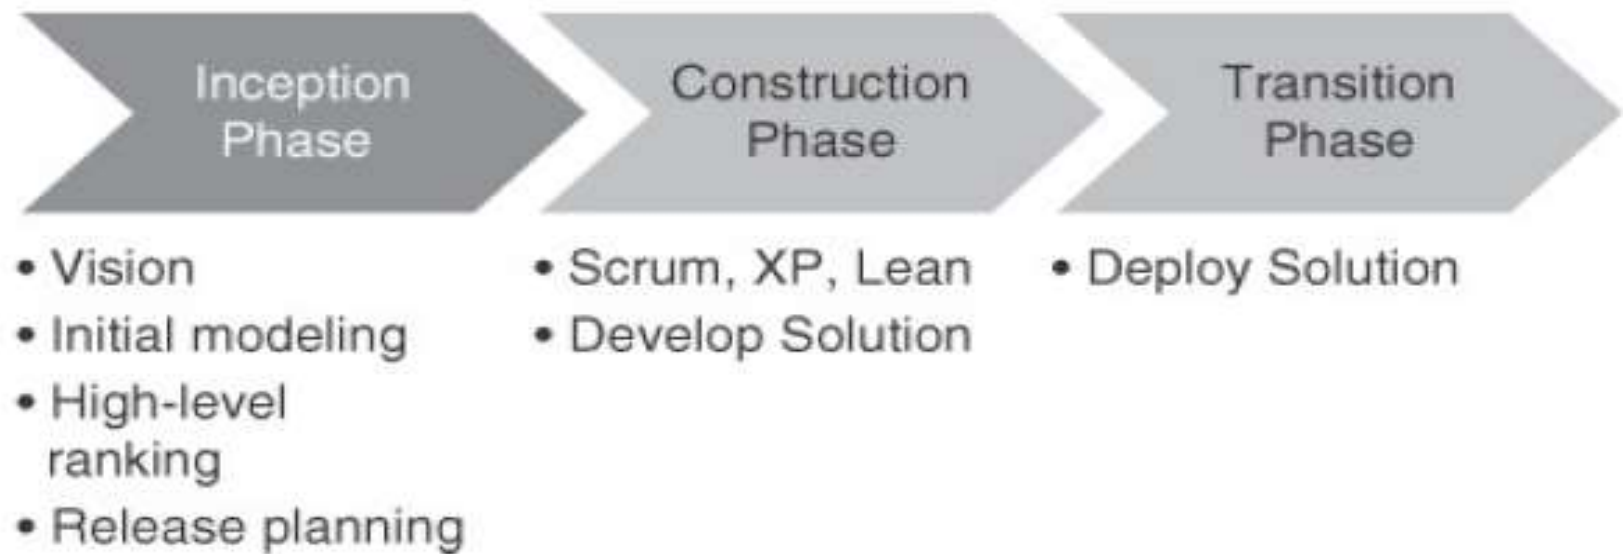 Inception
Phase
• Vision
• Initial modeling
• High-level
ranking
• Release planning
Construction
Phase
• Scrum, XP, Lean
• Develop Solution
Transition
Phase
• Deploy Solution